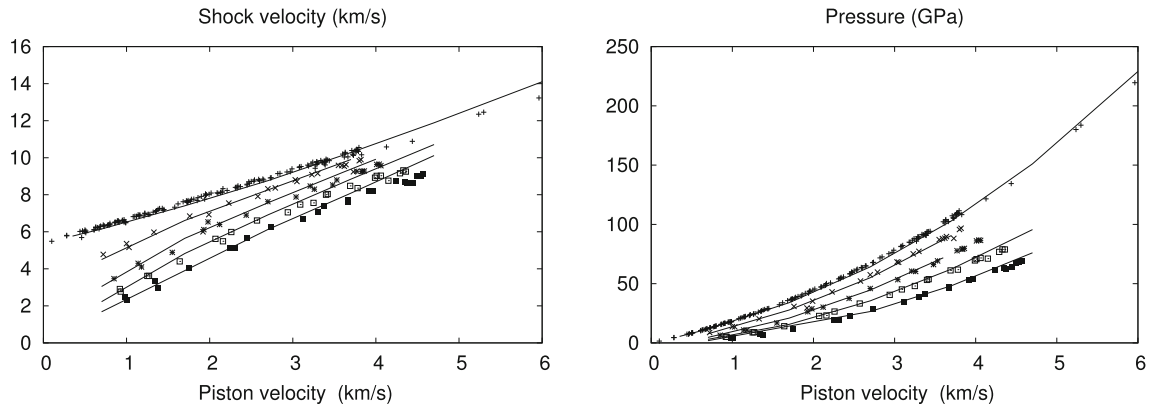 Shock velocity (km/s)
16
14
12
10
8
6
4
2
0
0 1 2 3 4 5 6
Piston velocity (km/s)
Pressure (GPa)
250
200
150
100
50
0
0 1 2 3 4 5 6
Piston velocity (km/s)